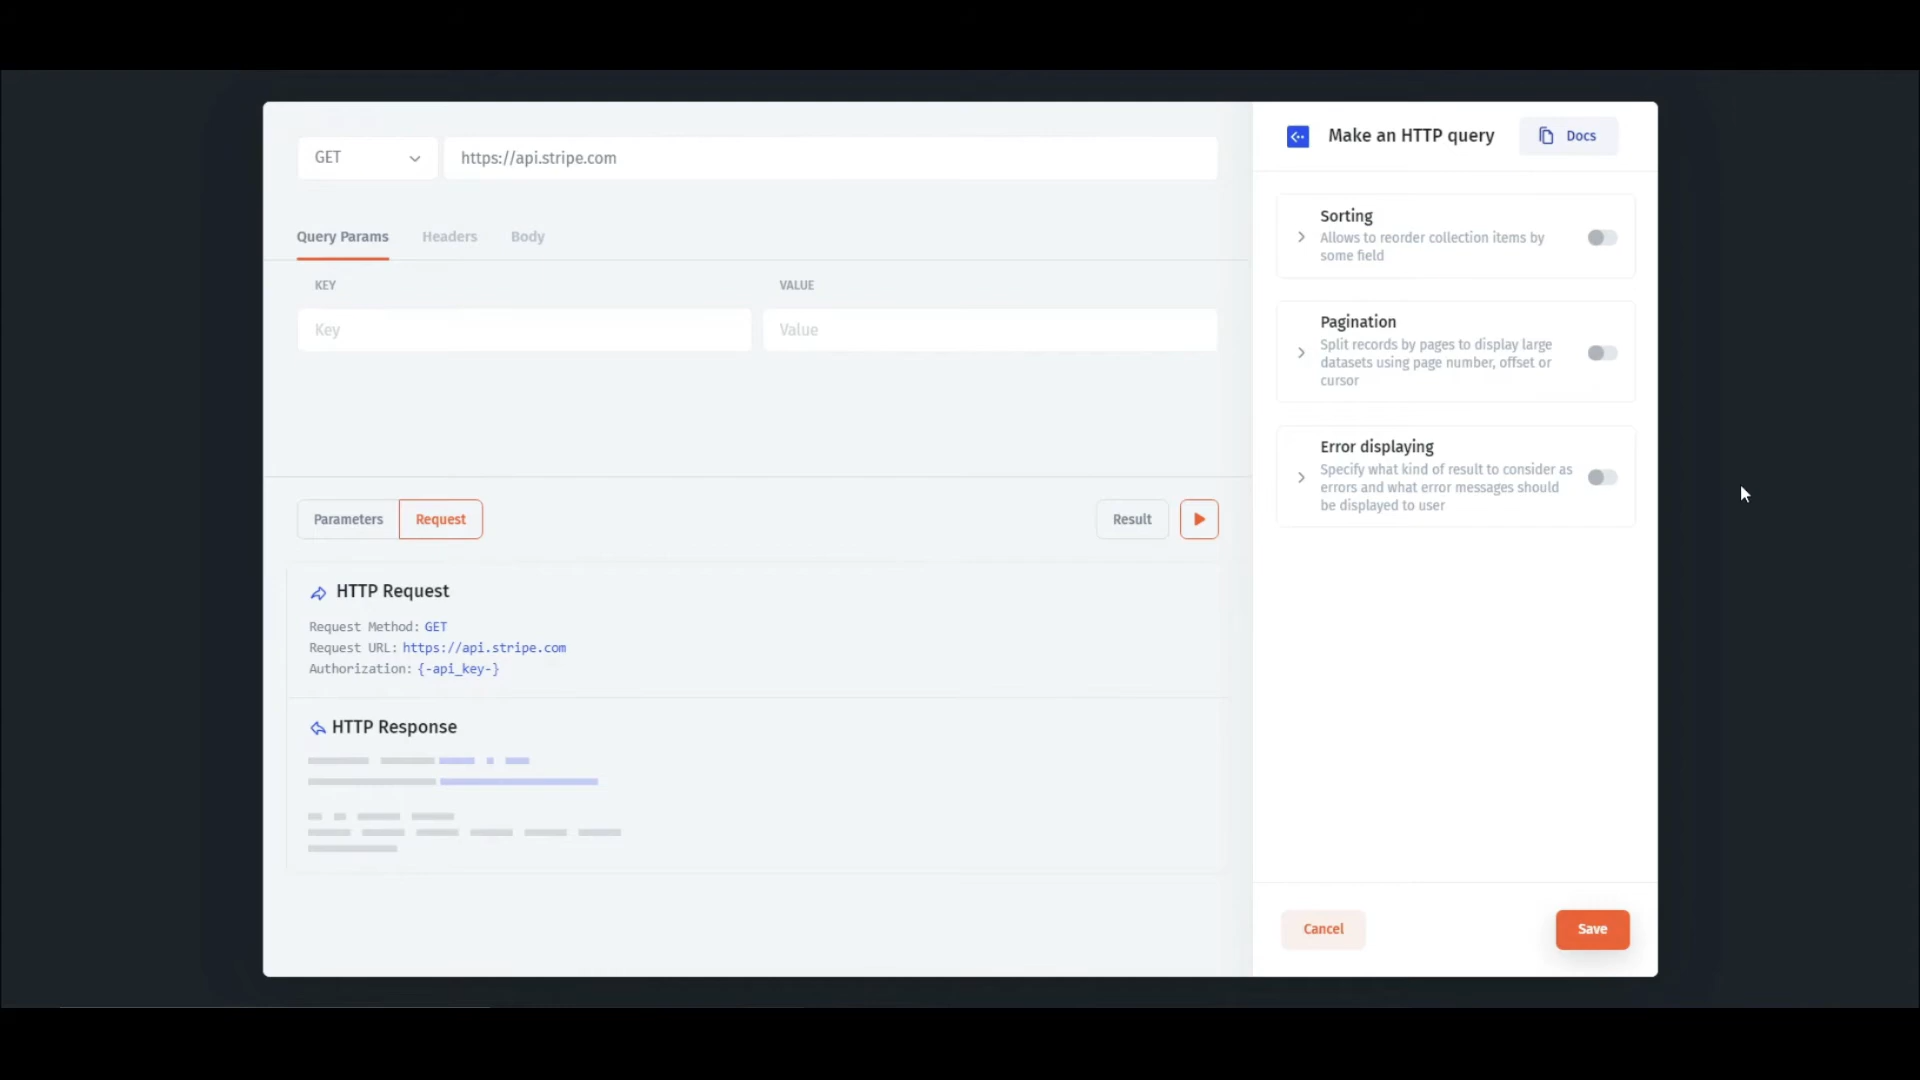 GET
https://api.stripe.com
Query Params
Headers
Body
KEY
VALUE
Key
Value
Parameters
Request
Result
HTTP Request
Request Method: GET
Request URL: https://api.stripe.com
Authorization: {-api_key-}
HTTP Response
Make an HTTP query
Docs
Sorting
Allows to reorder collection items by
some field
Pagination
Split records by pages to display large
datasets using page number, offset or
cursor
Error displaying
Specify what kind of result to consider as
errors and what error messages should
be displayed to user
Cancel
Save